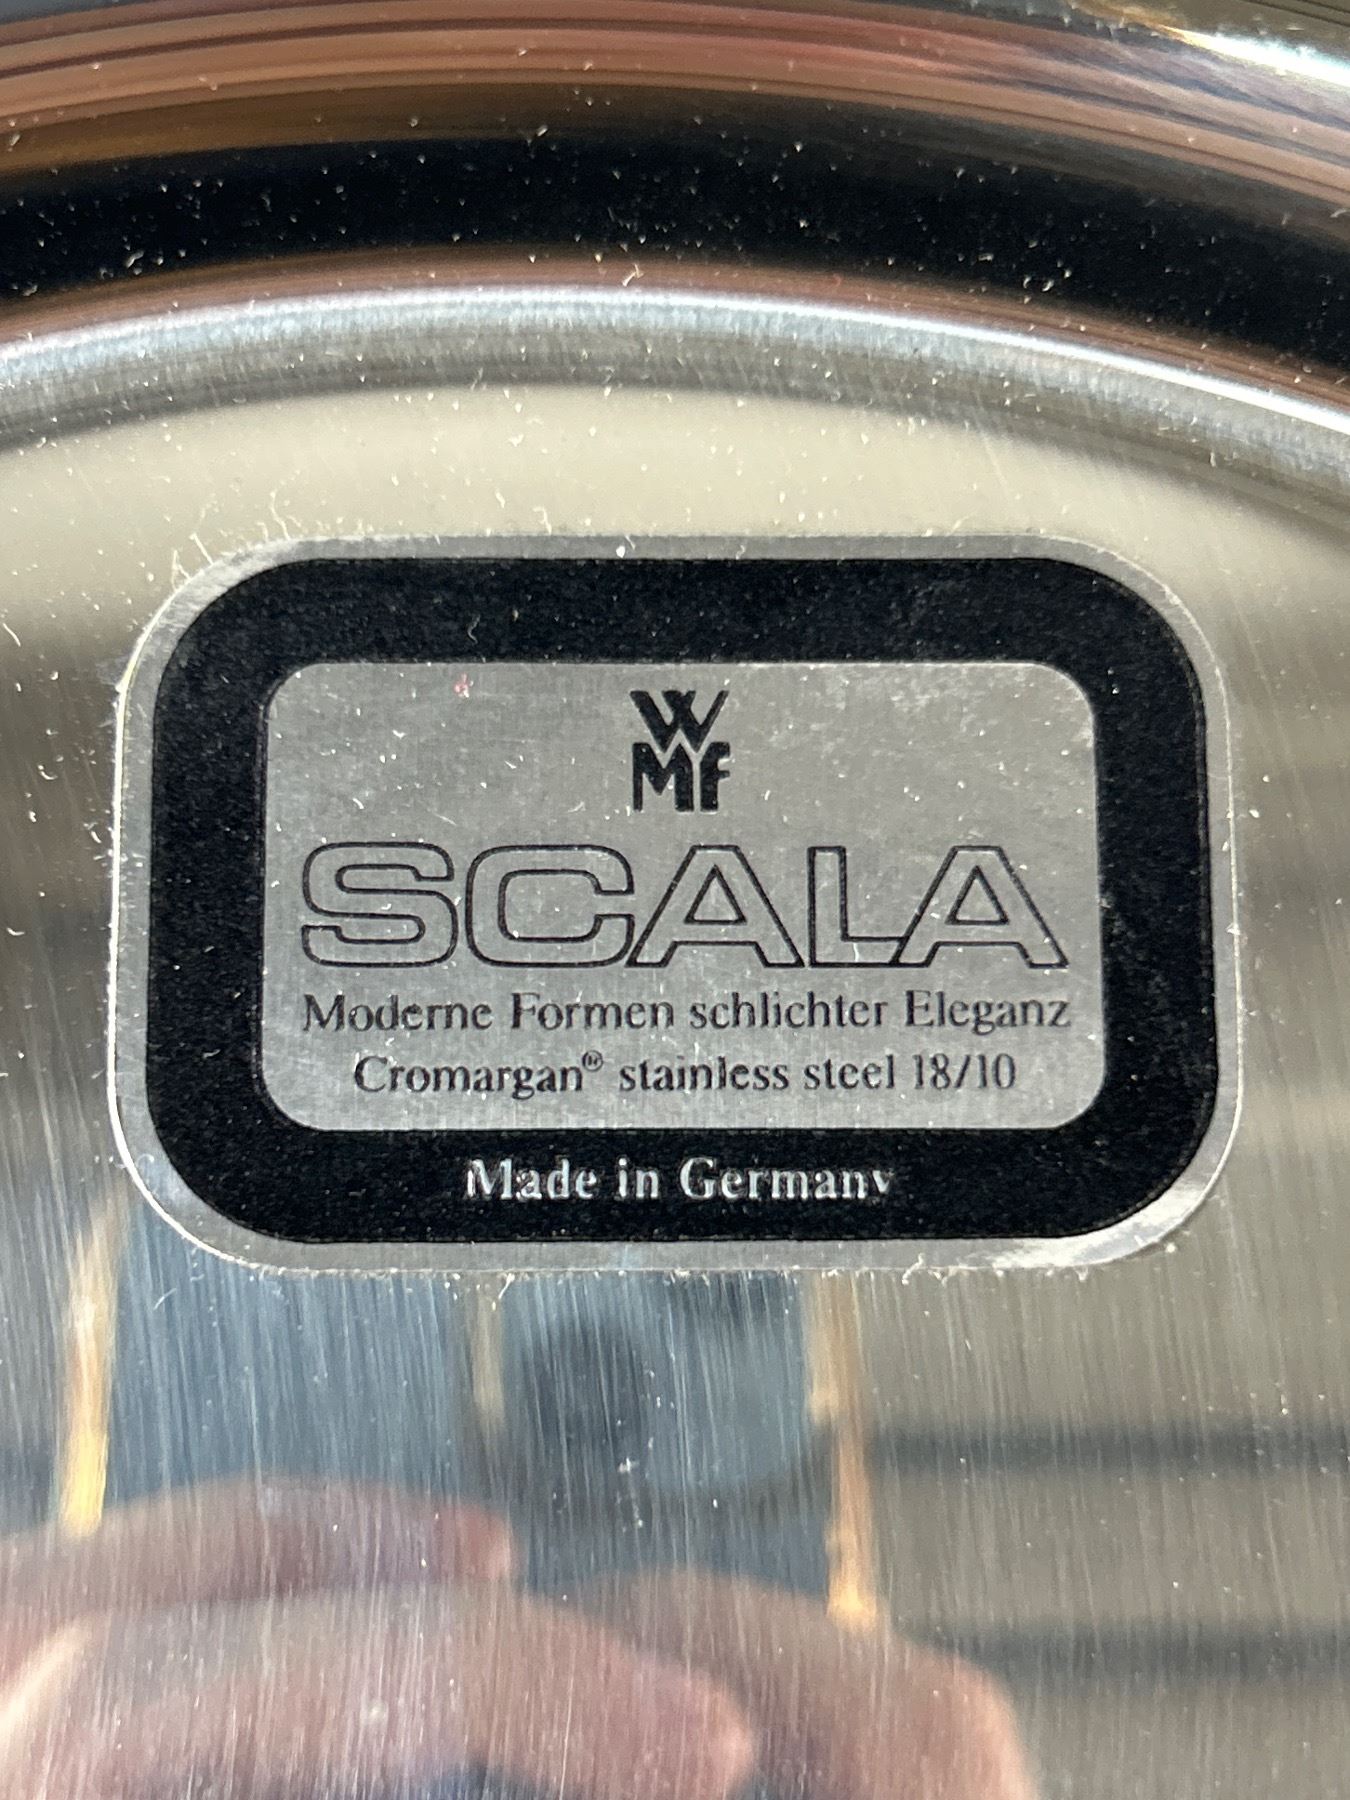 WMF
SCALA
Moderne Formen schlichter Eleganz
Cromargan® stainless steel 18/10
Made in Germany